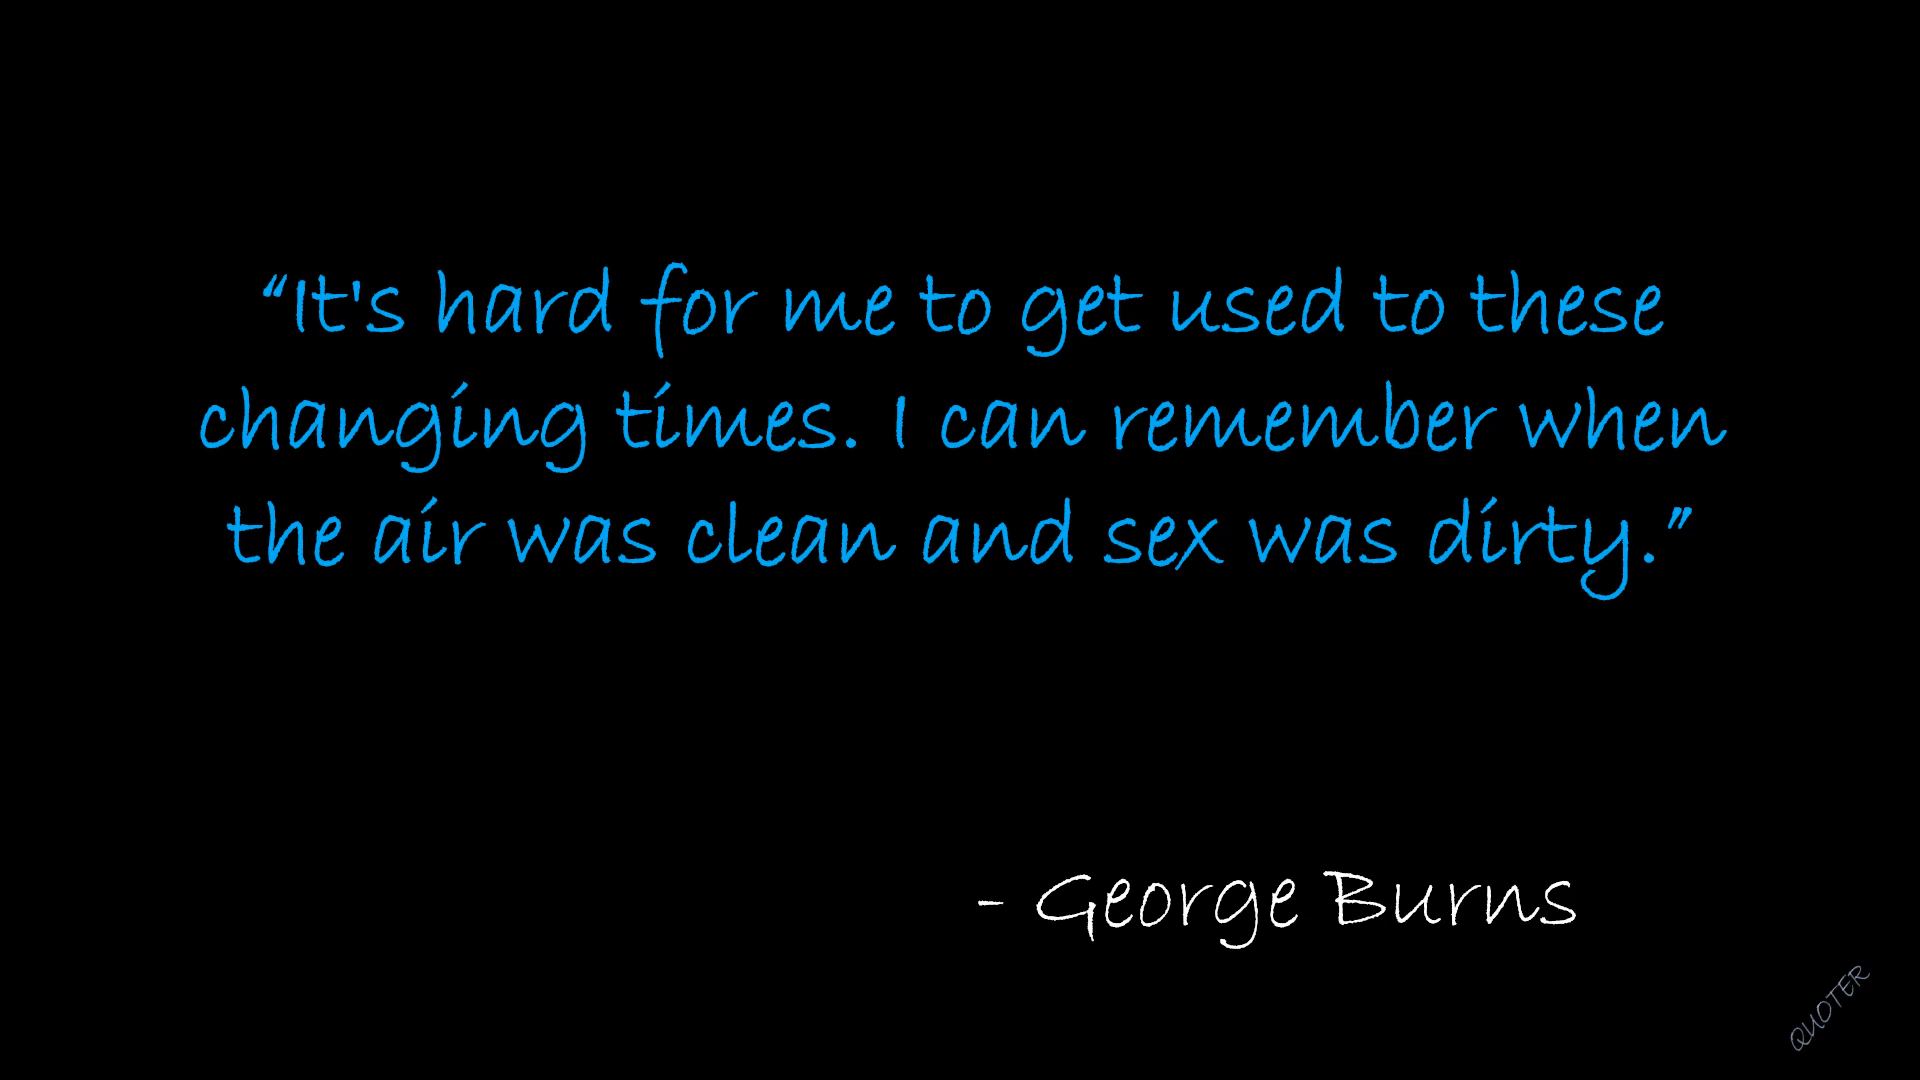 “It's hard for me to get used to these
changing times. I can remember when
the air was clean and sex was dirty.”
- George Burns
QUOTER